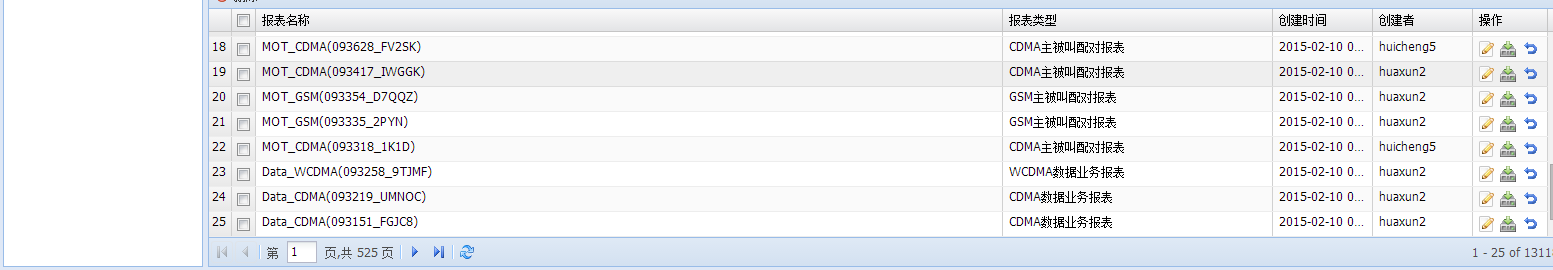 报表名称 报表类型 创建时间 创建者 操作
18 MOT_CDMA(093628_FV2SK) CDMA主被叫配对报表 2015-02-10 0... huicheng5
19 MOT_CDMA(093417_IWGGK) CDMA主被叫配对报表 2015-02-10 0... huaxun2
20 MOT_GSM(093354_D7QQZ) GSM主被叫配对报表 2015-02-10 0... huaxun2
21 MOT_GSM(093335_2PYN) GSM主被叫配对报表 2015-02-10 0... huaxun2
22 MOT_CDMA(093318_1K1D) CDMA主被叫配对报表 2015-02-10 0... huicheng5
23 Data_WCDMA(093258_9TJMF) WCDMA数据业务报表 2015-02-10 0... huaxun2
24 Data_CDMA(093219_UMNOC) CDMA数据业务报表 2015-02-10 0... huaxun2
25 Data_CDMA(093151_FGJC8) CDMA数据业务报表 2015-02-10 0... huaxun2
第 1 页,共 525 页 1 - 25 of 1311